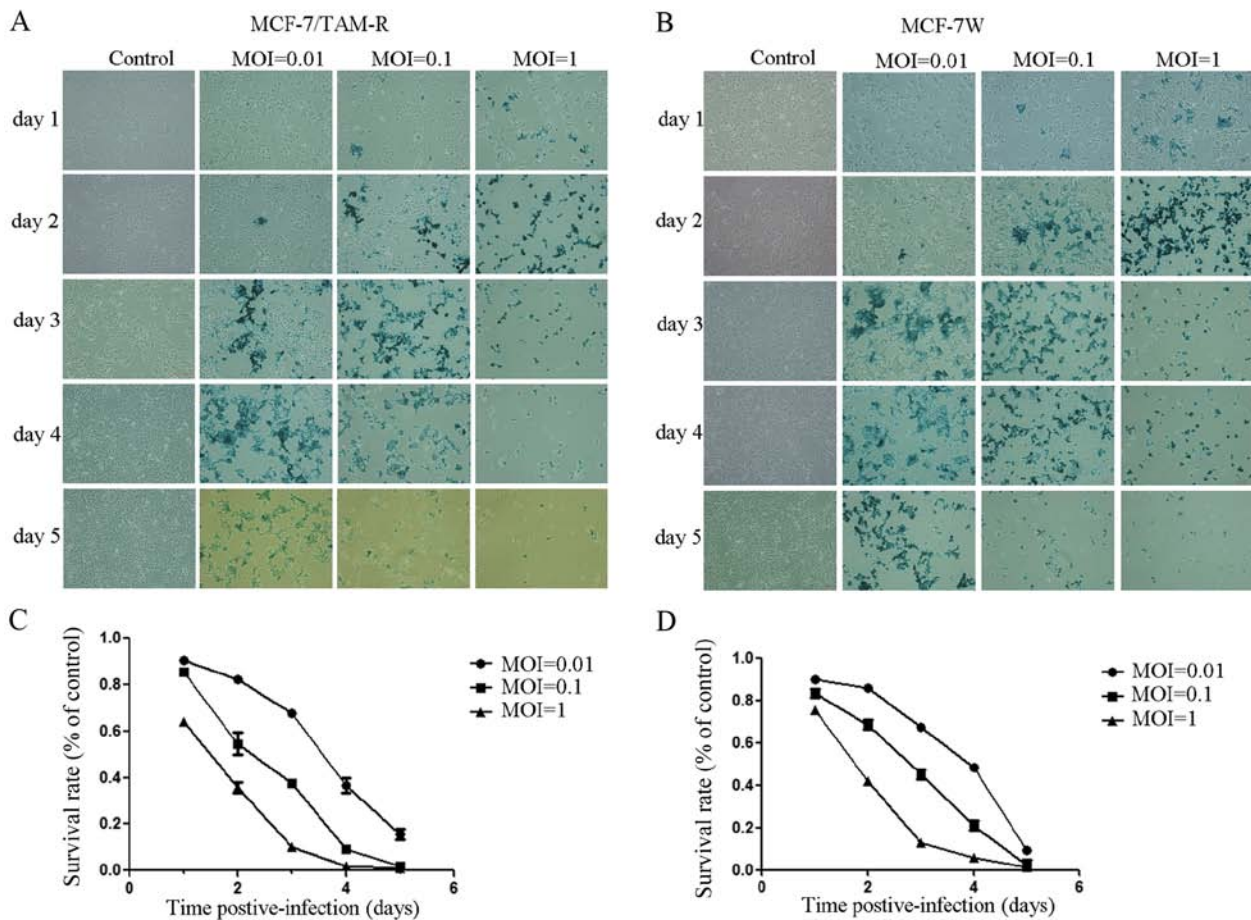 A
MCF-7/TAM-R
Control MOI=0.01 MOI=0.1 MOI=1
day 1
day 2
day 3
day 4
day 5
B
MCF-7W
Control MOI=0.01 MOI=0.1 MOI=1
day 1
day 2
day 3
day 4
day 5
C
Survival rate (% of control)
1.0
0.8
0.6
0.4
0.2
0.0
0 2 4 6
Time postive-infection (days)
MOI=0.01
MOI=0.1
MOI=1
D
Survival rate (% of control)
1.0
0.8
0.6
0.4
0.2
0.0
0 2 4 6
Time postive-infection (days)
MOI=0.01
MOI=0.1
MOI=1